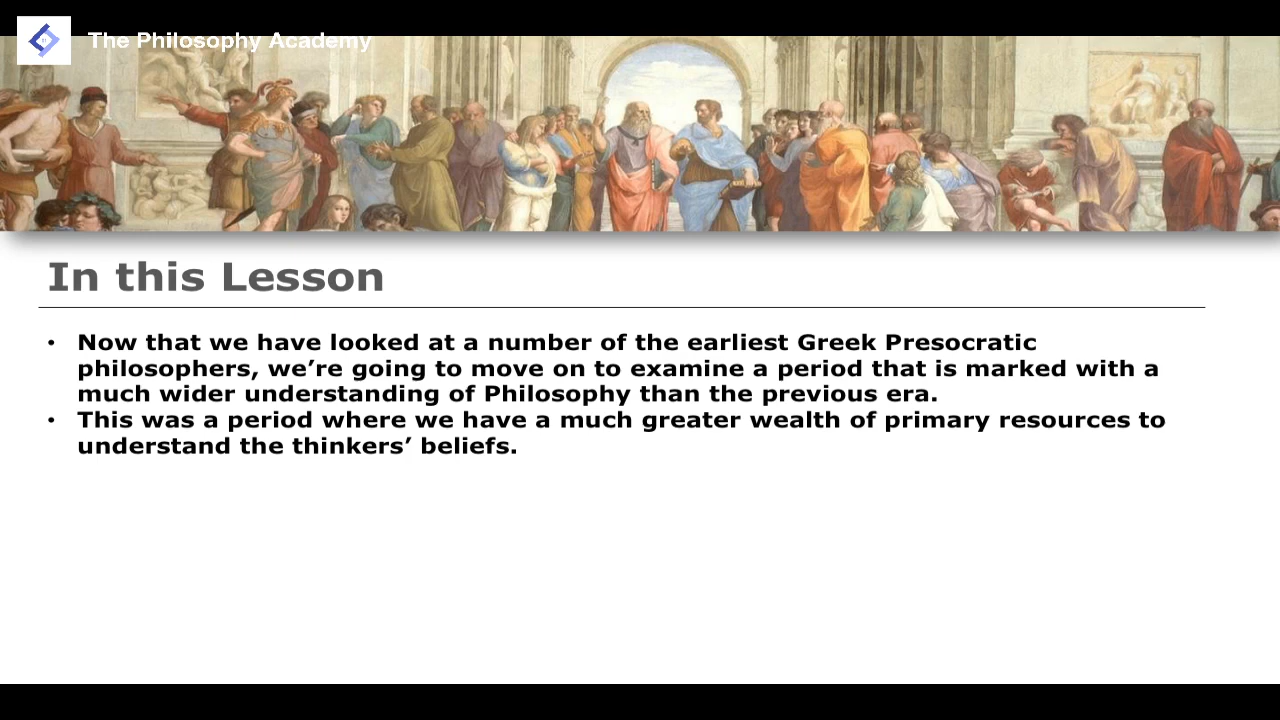 The Philosophy Academy
In this Lesson
• Now that we have looked at a number of the earliest Greek Presocratic
philosophers, we’re going to move on to examine a period that is marked with a
much wider understanding of Philosophy than the previous era.
• This was a period where we have a much greater wealth of primary resources to
understand the thinkers’ beliefs.